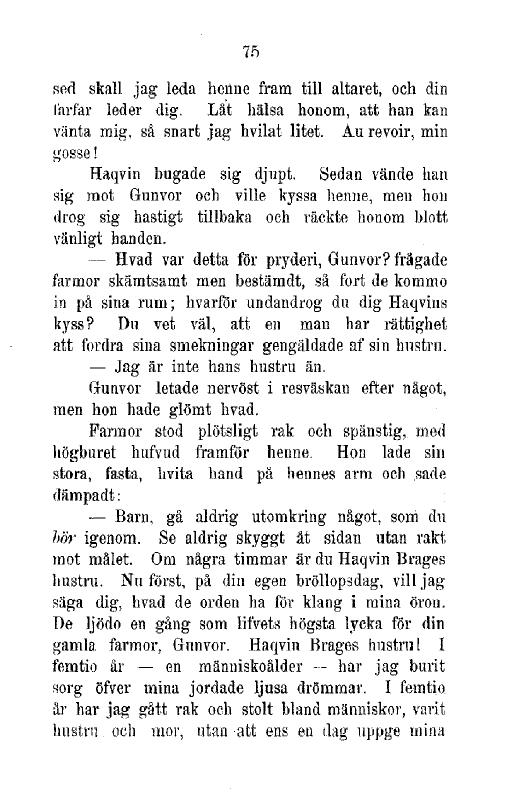 75
sed skall jag leda henne fram till altaret, och din
farfar leder dig. Låt hälsa honom, att han kan
vänta mig, så snart jag hvilat litet. Au revoir, min
gosse!
Haqvin bugade sig djupt. Sedan vände han
sig mot Gunvor och ville kyssa henne, men hon
drog sig hastigt tillbaka och räckte honom blott
vänligt handen.
— Hvad var detta för pryderi, Gunvor? frågade
farmor skämtsamt men bestämdt, så fort de kommo
in på sina rum; hvarför undandrog du dig Haqvins
kyss? Du vet väl, att en man har rättighet
att fordra sina smekningar gengäldade af sin hustru.
— Jag är inte hans hustru än.
Gunvor letade nervöst i resväskan efter något,
men hon hade glömt hvad.
Farmor stod plötsligt rak och spänstig, med
högburet hufvud framför henne. Hon lade sin
stora, fasta, hvita hand på hennes arm och sade
dämpadt:
— Barn, gå aldrig utomkring något, som du
bör igenom. Se aldrig skyggt åt sidan utan rakt
mot målet. Om några timmar är du Haqvin Brages
hustru. Nu först, på din egen bröllopsdag, vill jag
säga dig, hvad de orden ha för klang i mina öron.
De ljödo en gång som lifvets högsta lycka för din
gamla farmor, Gunvor. Haqvin Brages hustru! I
femtio år — en människoålder — har jag burit
sorg öfver mina jordade ljusa drömmar. I femtio
år har jag gått rak och stolt bland människor, varit
hustru och mor, utan att ens en dag uppge mina